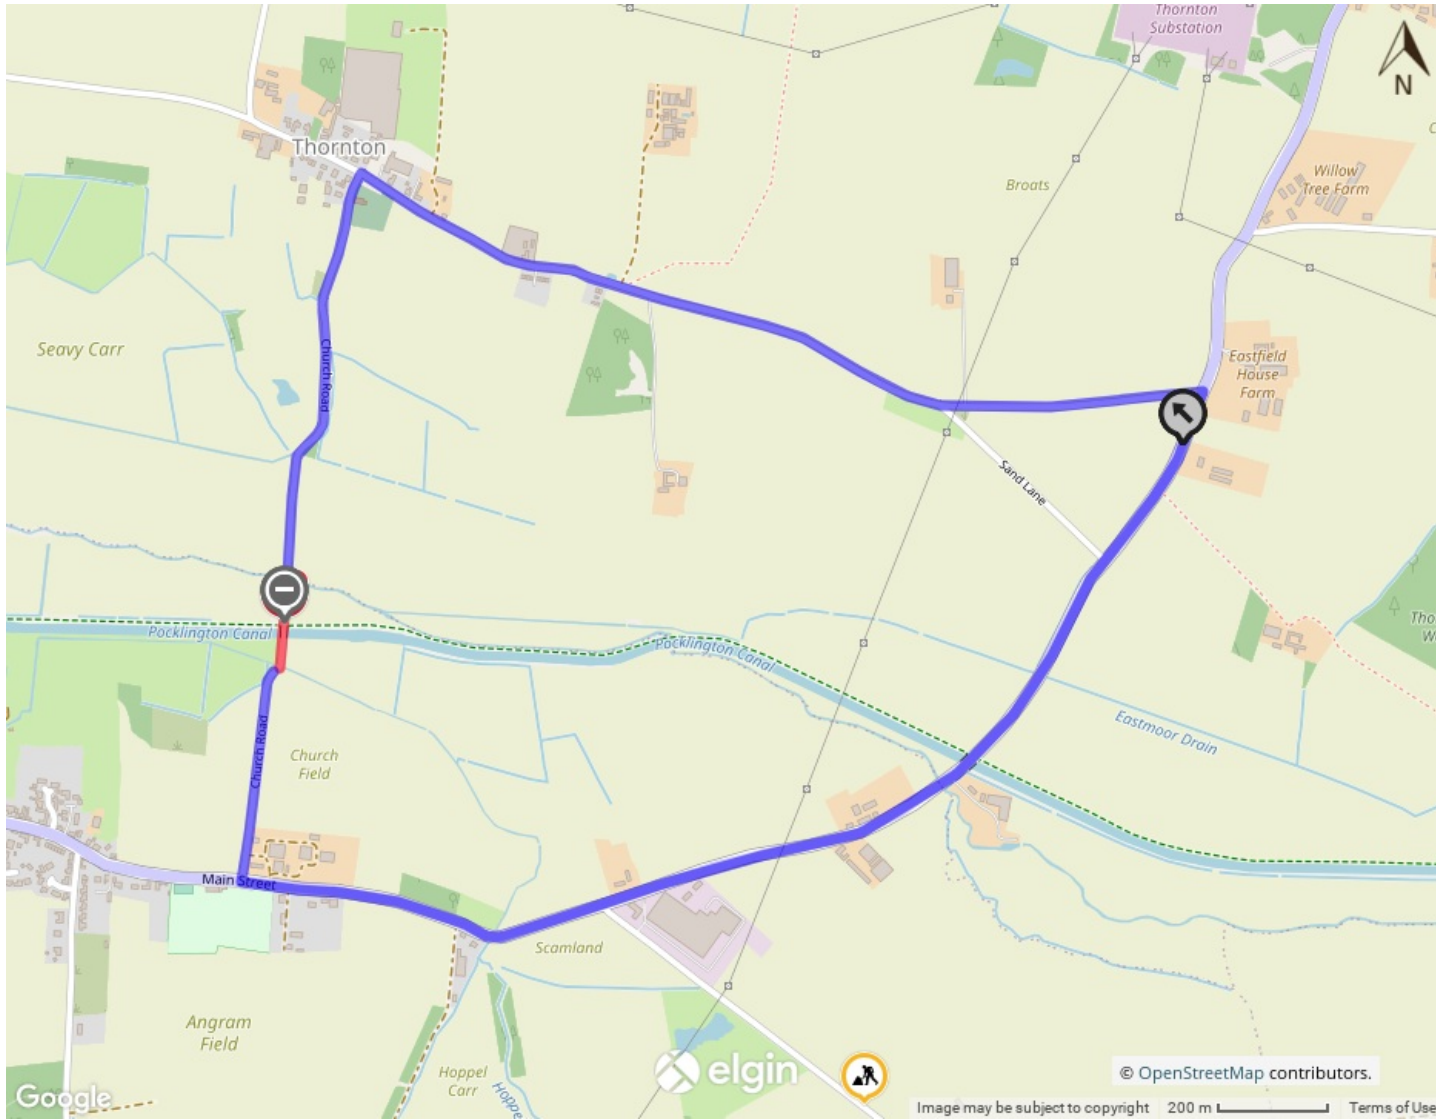 Thornton
Substation
N
Thornton
Willow
Tree Farm
Broats
Seavy Carr
Church Road
Eastfield
House
Farm
Sand Lane
Pocklington Canal
Pocklington Canal
Eastmoor Drain
Church
Field
Church Road
Main Street
Scamland
Angram
Field
Hoppel
Carr
elgin
© OpenStreetMap contributors.
Google
Image may be subject to copyright
200 m
Terms of Use